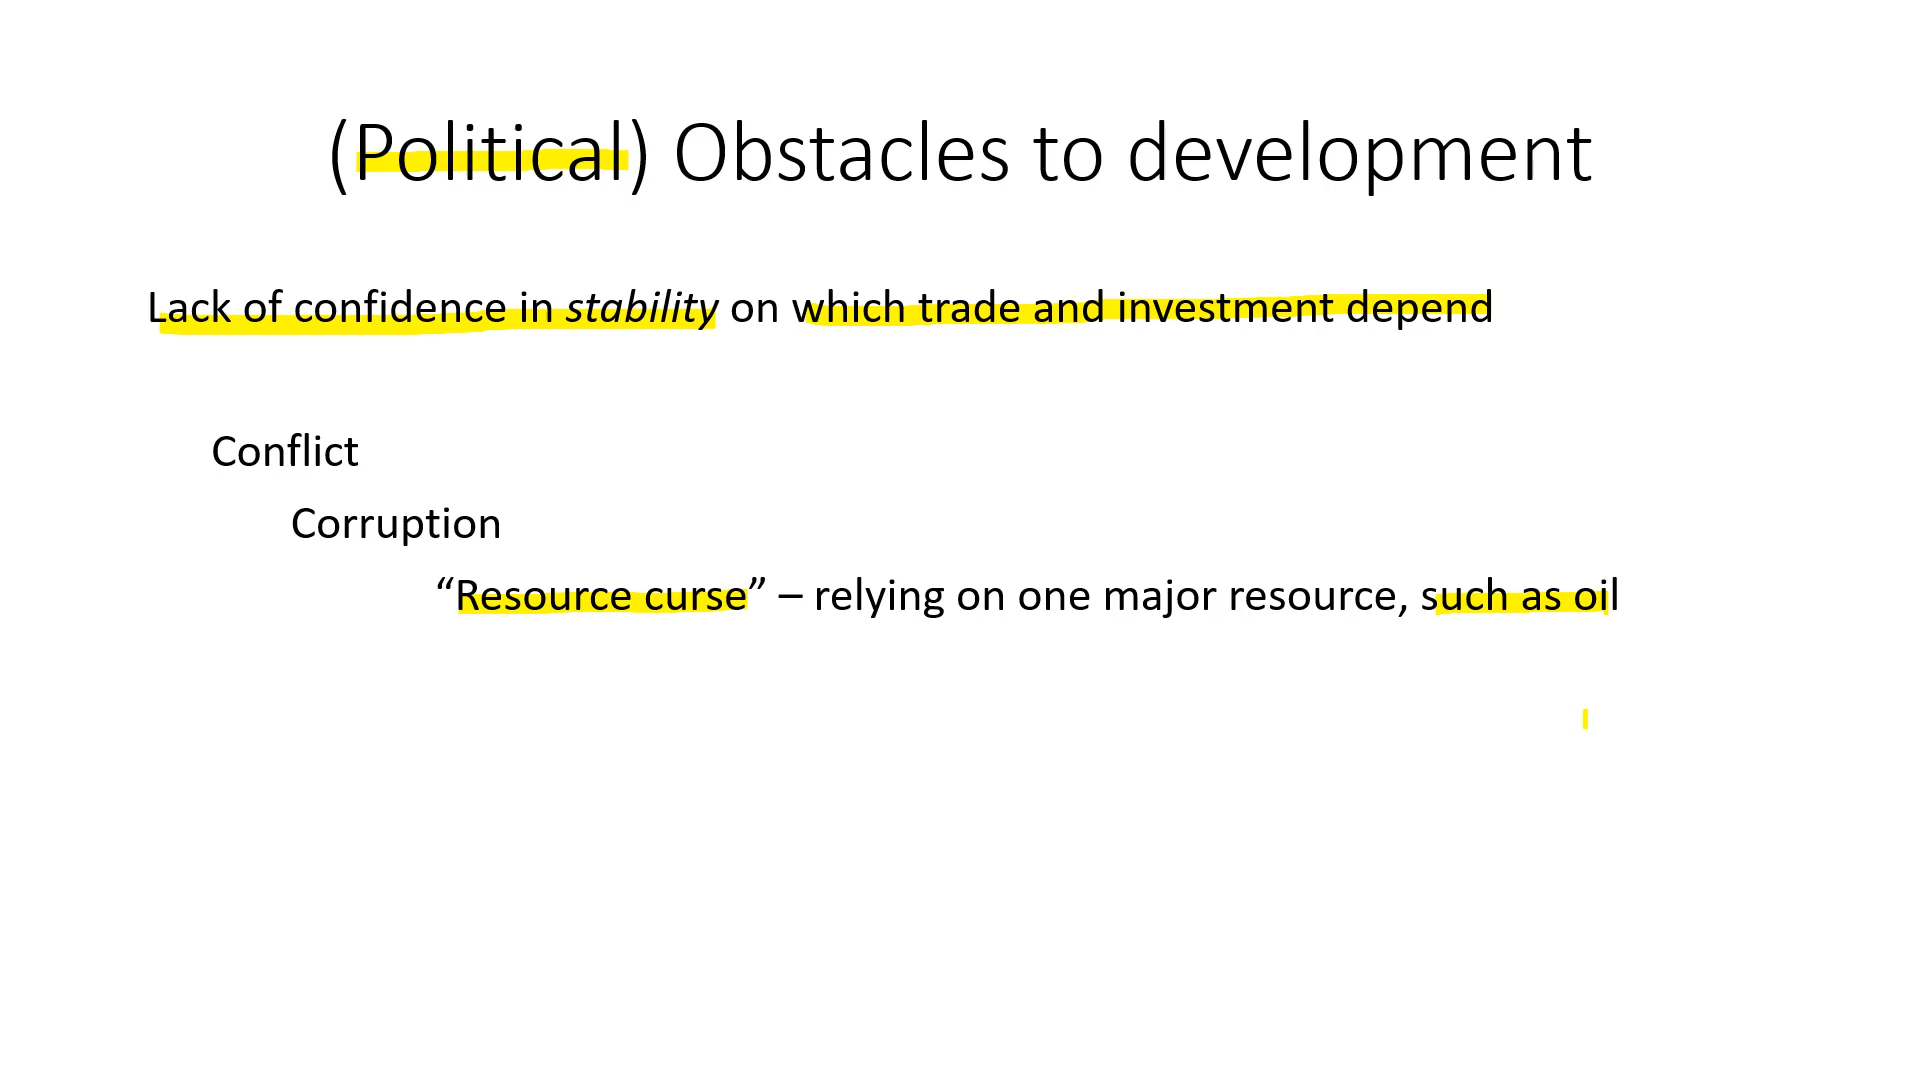 (Political) Obstacles to development
Lack of confidence in stability on which trade and investment depend
Conflict
Corruption
“Resource curse” – relying on one major resource, such as oil